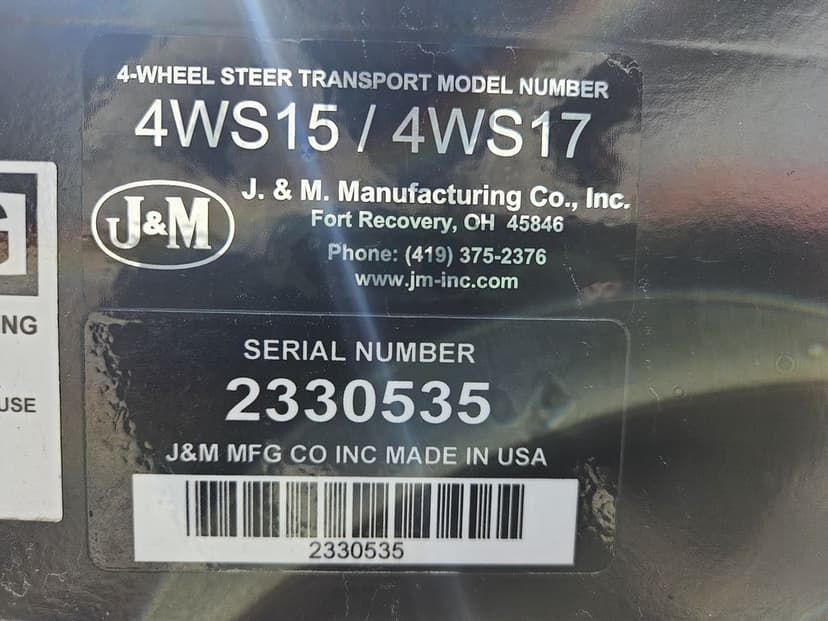 4-WHEEL STEER TRANSPORT MODEL NUMBER
4WS15 / 4WS17
J&M
J. & M. Manufacturing Co., Inc.
Fort Recovery, OH 45846
Phone: (419) 375-2376
www.jm-inc.com
SERIAL NUMBER
2330535
J&M MFG CO INC MADE IN USA
2330535
G
NG
USE